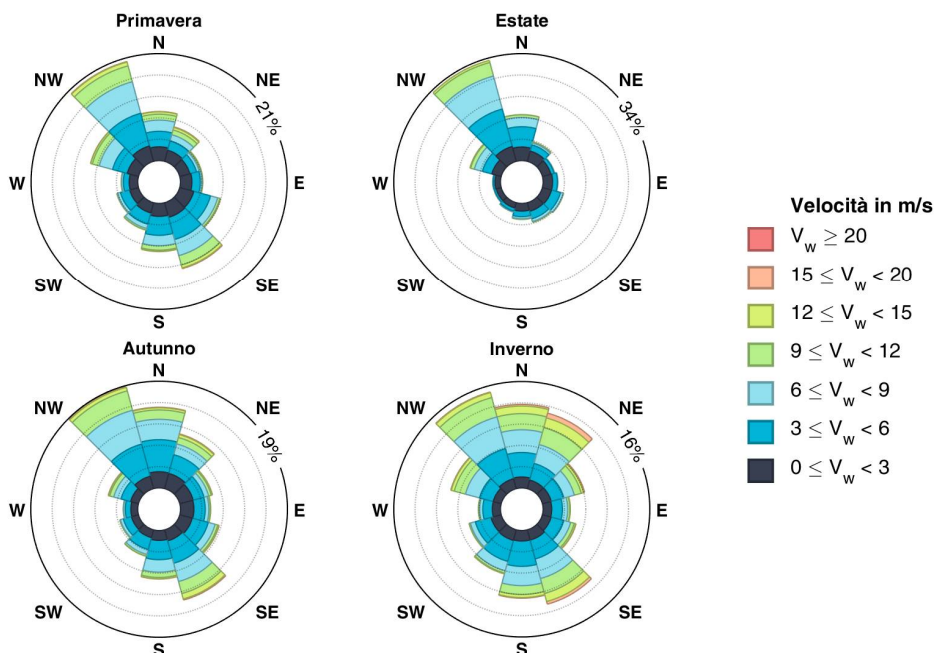 Primavera
N
NW
NE
21%
W
E
SW
SE
S
Estate
N
NW
NE
34%
W
E
SW
SE
S
Autunno
N
NW
NE
19%
W
E
SW
SE
S
Inverno
N
NW
NE
16%
W
E
SW
SE
S
Velocità in m/s
V_w ≥ 20
15 ≤ V_w < 20
12 ≤ V_w < 15
9 ≤ V_w < 12
6 ≤ V_w < 9
3 ≤ V_w < 6
0 ≤ V_w < 3